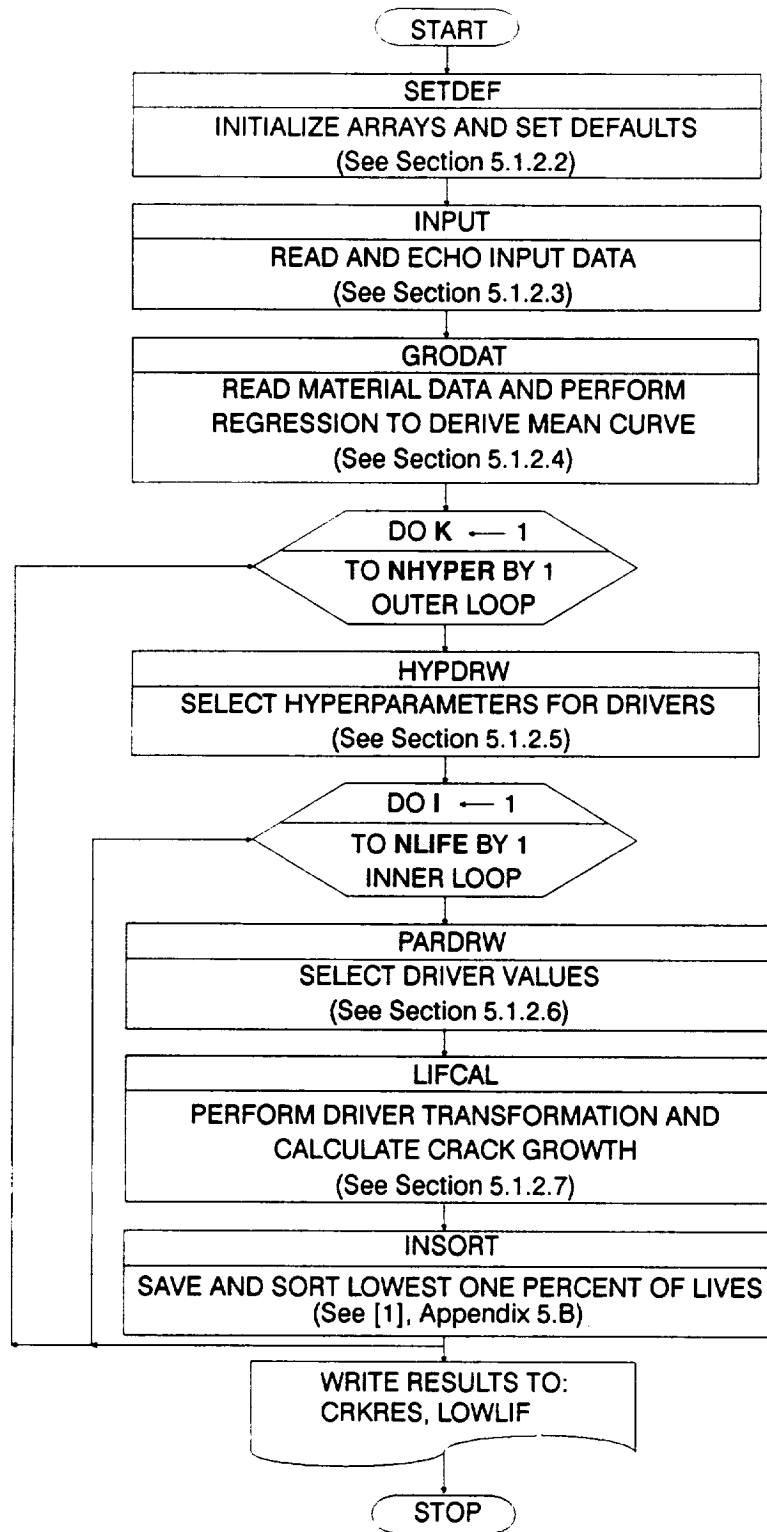 START
SETDEF
INITIALIZE ARRAYS AND SET DEFAULTS
(See Section 5.1.2.2)
INPUT
READ AND ECHO INPUT DATA
(See Section 5.1.2.3)
GRODAT
READ MATERIAL DATA AND PERFORM
REGRESSION TO DERIVE MEAN CURVE
(See Section 5.1.2.4)
DO K ← 1
TO NHYPER BY 1
OUTER LOOP
HYPDRW
SELECT HYPERPARAMETERS FOR DRIVERS
(See Section 5.1.2.5)
DO I ← 1
TO NLIFE BY 1
INNER LOOP
PARDRW
SELECT DRIVER VALUES
(See Section 5.1.2.6)
LIFCAL
PERFORM DRIVER TRANSFORMATION AND
CALCULATE CRACK GROWTH
(See Section 5.1.2.7)
INSORT
SAVE AND SORT LOWEST ONE PERCENT OF LIVES
(See [1], Appendix 5.B)
WRITE RESULTS TO:
CRKRES, LOWLIF
STOP